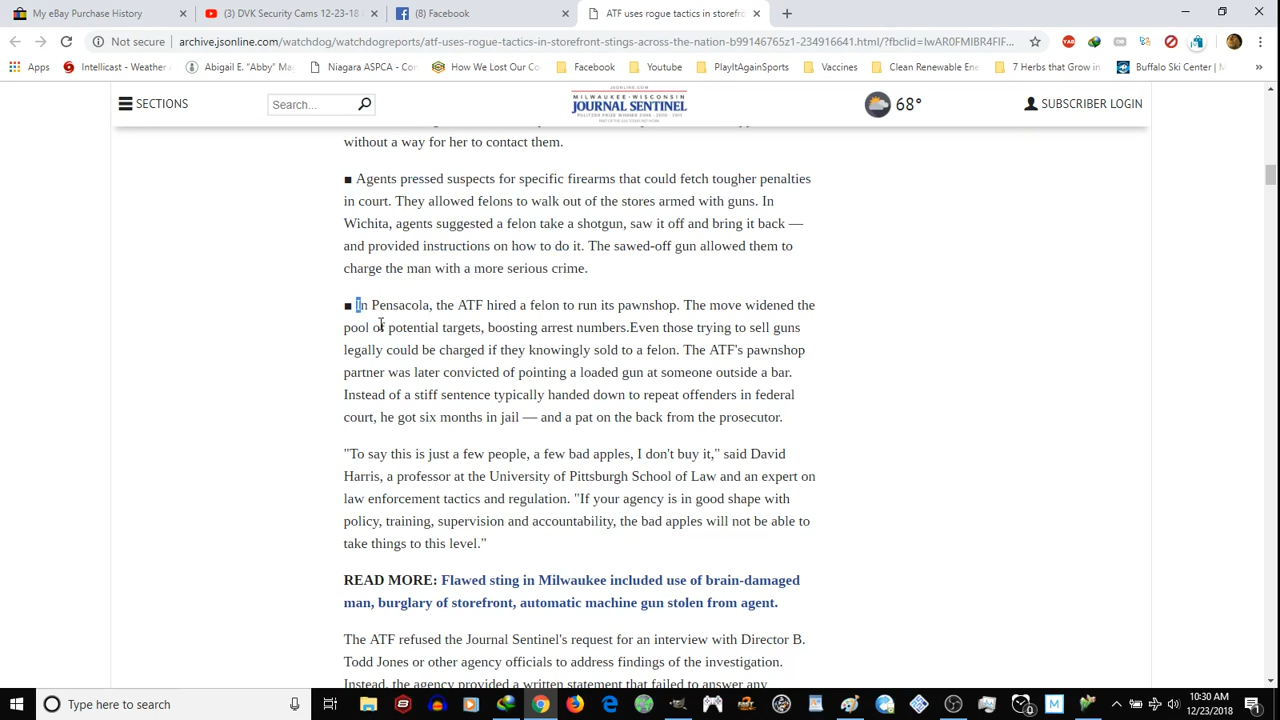 My eBay Purchase History
(3) DVK Security Cams 12-23-18
(8) Facebook
ATF uses rogue tactics in storefr
Not secure
archive.jsonline.com/watchdog/watchdogreports/atf-uses-rogue-tactics-in-storefront-stings-across-the-nation-b99146765z1-234916641.html/?fbclid=IwAR0FMIBR4FIF...
Apps
Intellicast - Weather
Abigail E. "Abby" Ma
Niagara ASPCA - Con
How We Lost Our Co
Facebook
Youtube
PlayItAgainSports
Vaccines
Clean Renewable Ene
7 Herbs that Grow in
Buffalo Ski Center |
SECTIONS
Search...
JSONLINE.COM
MILWAUKEE • WISCONSIN
JOURNAL SENTINEL
68°
SUBSCRIBER LOGIN
without a way for her to contact them.
■ Agents pressed suspects for specific firearms that could fetch tougher penalties
in court. They allowed felons to walk out of the stores armed with guns. In
Wichita, agents suggested a felon take a shotgun, saw it off and bring it back —
and provided instructions on how to do it. The sawed-off gun allowed them to
charge the man with a more serious crime.
■ In Pensacola, the ATF hired a felon to run its pawnshop. The move widened the
pool of potential targets, boosting arrest numbers.Even those trying to sell guns
legally could be charged if they knowingly sold to a felon. The ATF's pawnshop
partner was later convicted of pointing a loaded gun at someone outside a bar.
Instead of a stiff sentence typically handed down to repeat offenders in federal
court, he got six months in jail — and a pat on the back from the prosecutor.
"To say this is just a few people, a few bad apples, I don't buy it," said David
Harris, a professor at the University of Pittsburgh School of Law and an expert on
law enforcement tactics and regulation. "If your agency is in good shape with
policy, training, supervision and accountability, the bad apples will not be able to
take things to this level."
READ MORE: Flawed sting in Milwaukee included use of brain-damaged
man, burglary of storefront, automatic machine gun stolen from agent.
The ATF refused the Journal Sentinel's request for an interview with Director B.
Todd Jones or other agency officials to address findings of the investigation.
Instead, the agency provided a written statement that failed to answer any
Type here to search
10:30 AM
12/23/2018